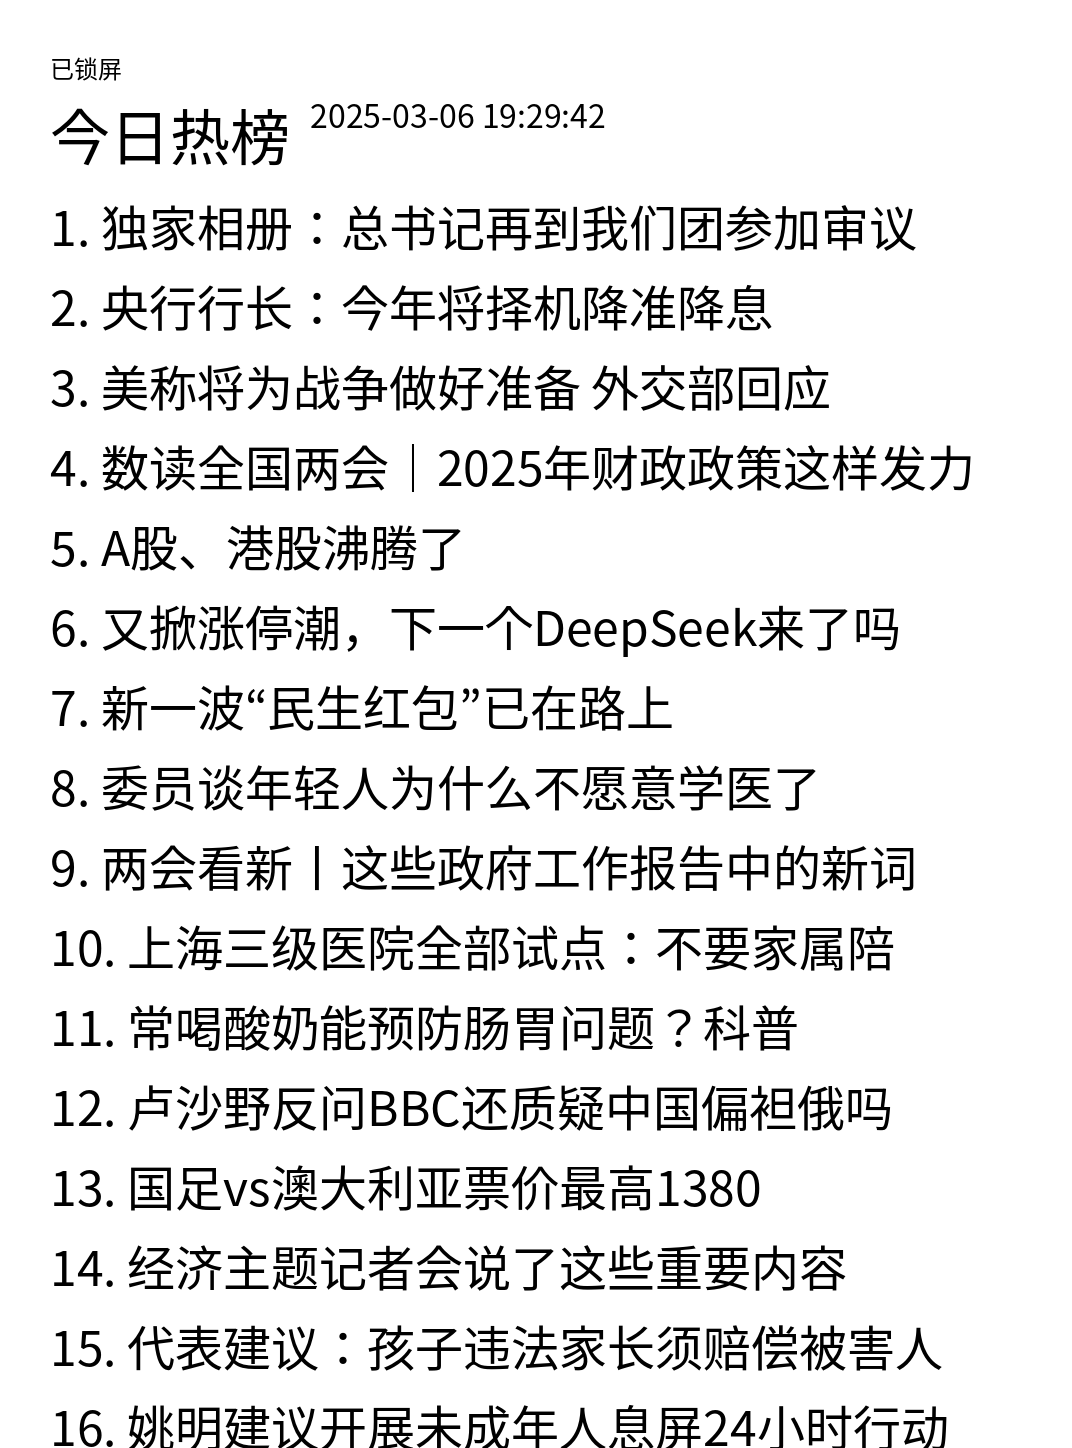 已锁屏
今日热榜 2025-03-06 19:29:42
1. 独家相册：总书记再到我们团参加审议
2. 央行行长：今年将择机降准降息
3. 美称将为战争做好准备 外交部回应
4. 数读全国两会｜2025年财政政策这样发力
5. A股、港股沸腾了
6. 又掀涨停潮，下一个DeepSeek来了吗
7. 新一波“民生红包”已在路上
8. 委员谈年轻人为什么不愿意学医了
9. 两会看新丨这些政府工作报告中的新词
10. 上海三级医院全部试点：不要家属陪
11. 常喝酸奶能预防肠胃问题？科普
12. 卢沙野反问BBC还质疑中国偏袒俄吗
13. 国足vs澳大利亚票价最高1380
14. 经济主题记者会说了这些重要内容
15. 代表建议：孩子违法家长须赔偿被害人
16. 姚明建议开展未成年人息屏24小时行动